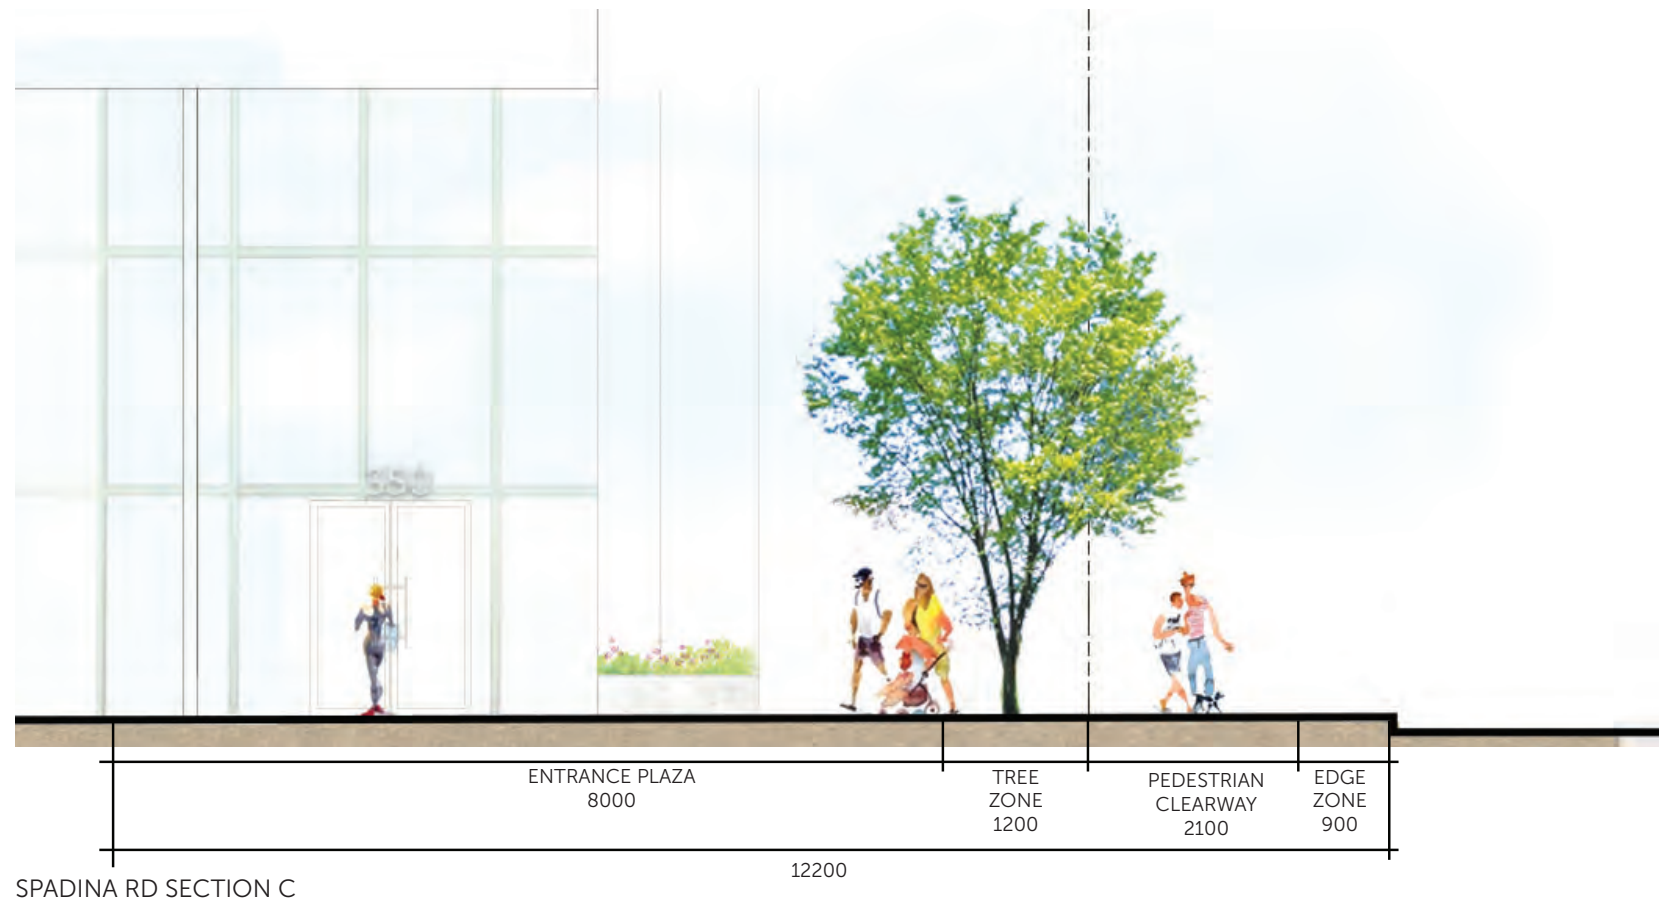 ENTRANCE PLAZA
8000
TREE
ZONE
1200
PEDESTRIAN
CLEARWAY
2100
EDGE
ZONE
900
12200
SPADINA RD SECTION C